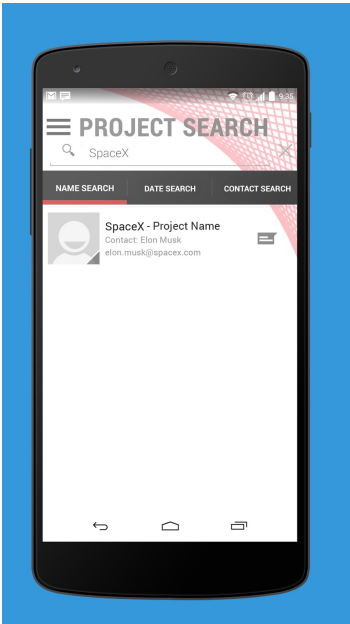 9:35
PROJECT SEARCH
SpaceX
NAME SEARCH
DATE SEARCH
CONTACT SEARCH
SpaceX - Project Name
Contact: Elon Musk
elon.musk@spacex.com